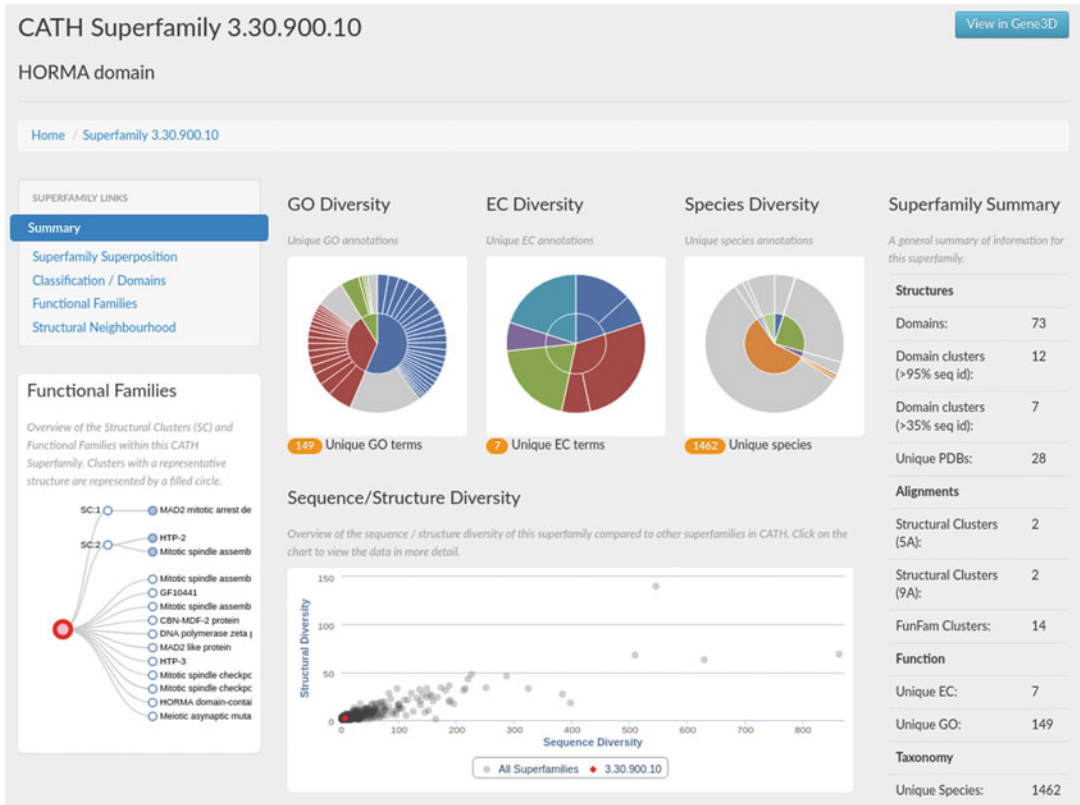 CATH Superfamily 3.30.900.10
View in Gene3D
HORMA domain
Home / Superfamily 3.30.900.10
SUPERFAMILY LINKS
Summary
Superfamily Superposition
Classification / Domains
Functional Families
Structural Neighbourhood
Functional Families
Overview of the Structural Clusters (SC) and
Functional Families within this CATH
Superfamily. Clusters with a representative
structure are represented by a filled circle.
SC:1
MAD2 mitotic arrest de
SC:2
HTP-2
Mitotic spindle assemb
Mitotic spindle assemb
GF10441
Mitotic spindle assemb
CBN-MDF-2 protein
DNA polymerase zeta
MAD2 like protein
HTP-3
Mitotic spindle checkpo
Mitotic spindle checkpo
HORMA domain-contai
Meiotic asynaptic muta
GO Diversity
Unique GO annotations
149 Unique GO terms
EC Diversity
Unique EC annotations
7 Unique EC terms
Species Diversity
Unique species annotations
1462 Unique species
Sequence/Structure Diversity
Overview of the sequence / structure diversity of this superfamily compared to other superfamilies in CATH. Click on the
chart to view the data in more detail.
Structural Diversity
150
100
50
0
0 100 200 300 400 500 600 700 800
Sequence Diversity
All Superfamilies 3.30.900.10
Superfamily Summary
A general summary of information for
this superfamily.
Structures
Domains: 73
Domain clusters 12
(>95% seq id):
Domain clusters 7
(>35% seq id):
Unique PDBs: 28
Alignments
Structural Clusters 2
(5A):
Structural Clusters 2
(9A):
FunFam Clusters: 14
Function
Unique EC: 7
Unique GO: 149
Taxonomy
Unique Species: 1462